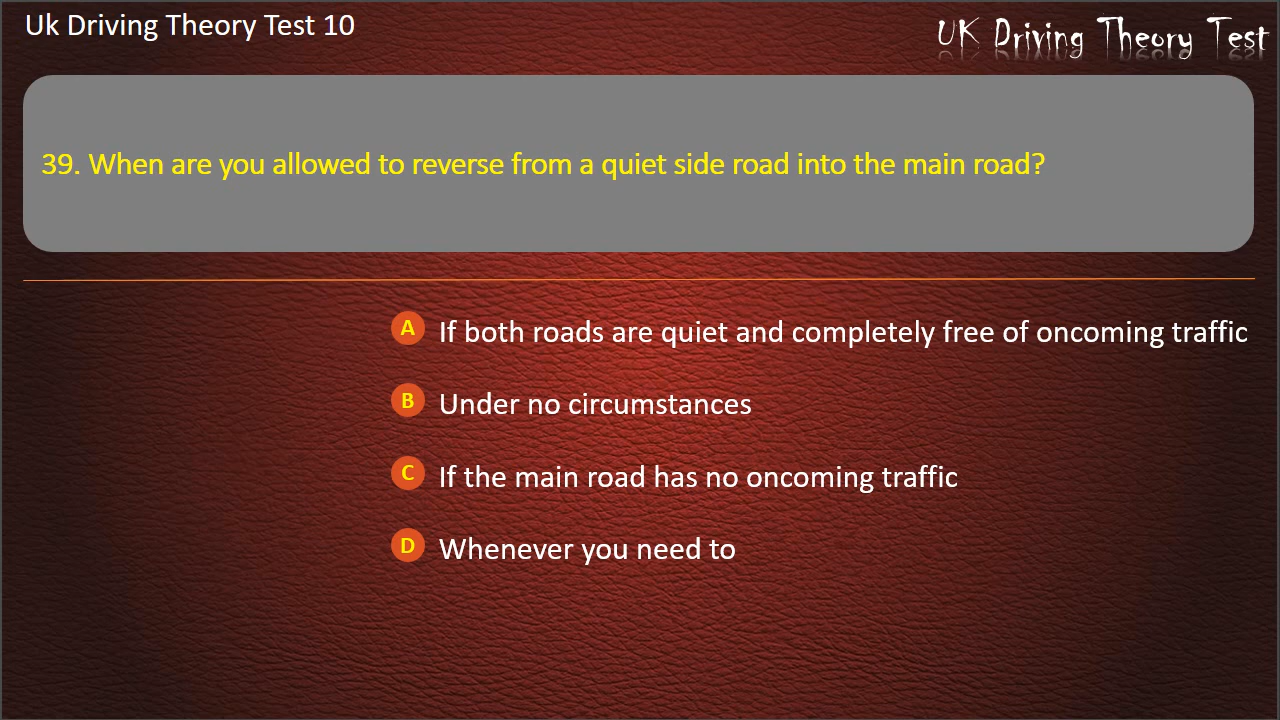 Uk Driving Theory Test 10
UK Driving Theory Test
39. When are you allowed to reverse from a quiet side road into the main road?
A If both roads are quiet and completely free of oncoming traffic
B Under no circumstances
C If the main road has no oncoming traffic
D Whenever you need to